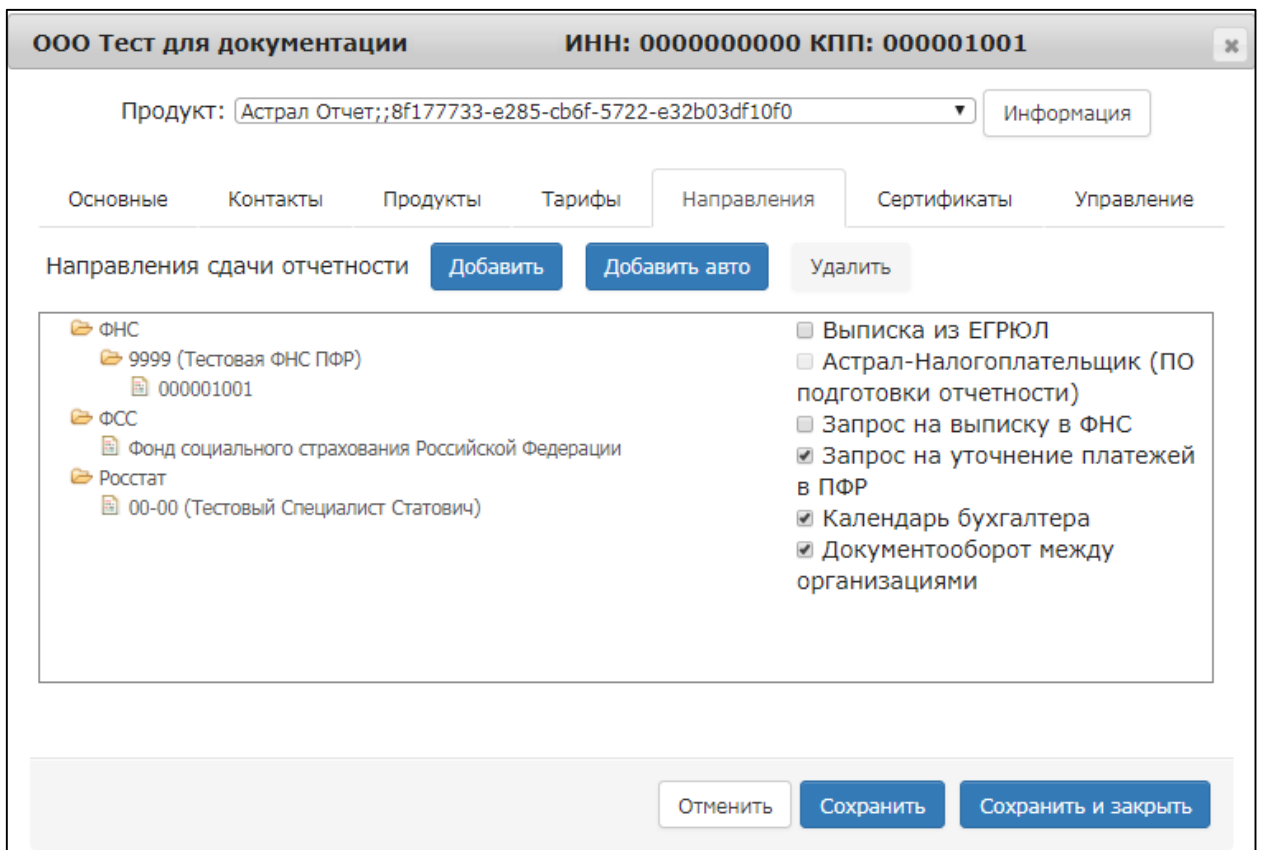 ООО Тест для документации ИНН: 0000000000 КПП: 000001001
Продукт: Астрал Отчет;;8f177733-e285-cb6f-5722-e32b03df10f0 Информация
Основные Контакты Продукты Тарифы Направления Сертификаты Управление
Направления сдачи отчетности Добавить Добавить авто Удалить
ФНС
9999 (Тестовая ФНС ПФР)
000001001
ФСС
Фонд социального страхования Российской Федерации
Росстат
00-00 (Тестовый Специалист Статович)
Выписка из ЕГРЮЛ
Астрал-Налогоплательщик (ПО
подготовки отчетности)
Запрос на выписку в ФНС
Запрос на уточнение платежей
в ПФР
Календарь бухгалтера
Документооборот между
организациями
Отменить Сохранить Сохранить и закрыть